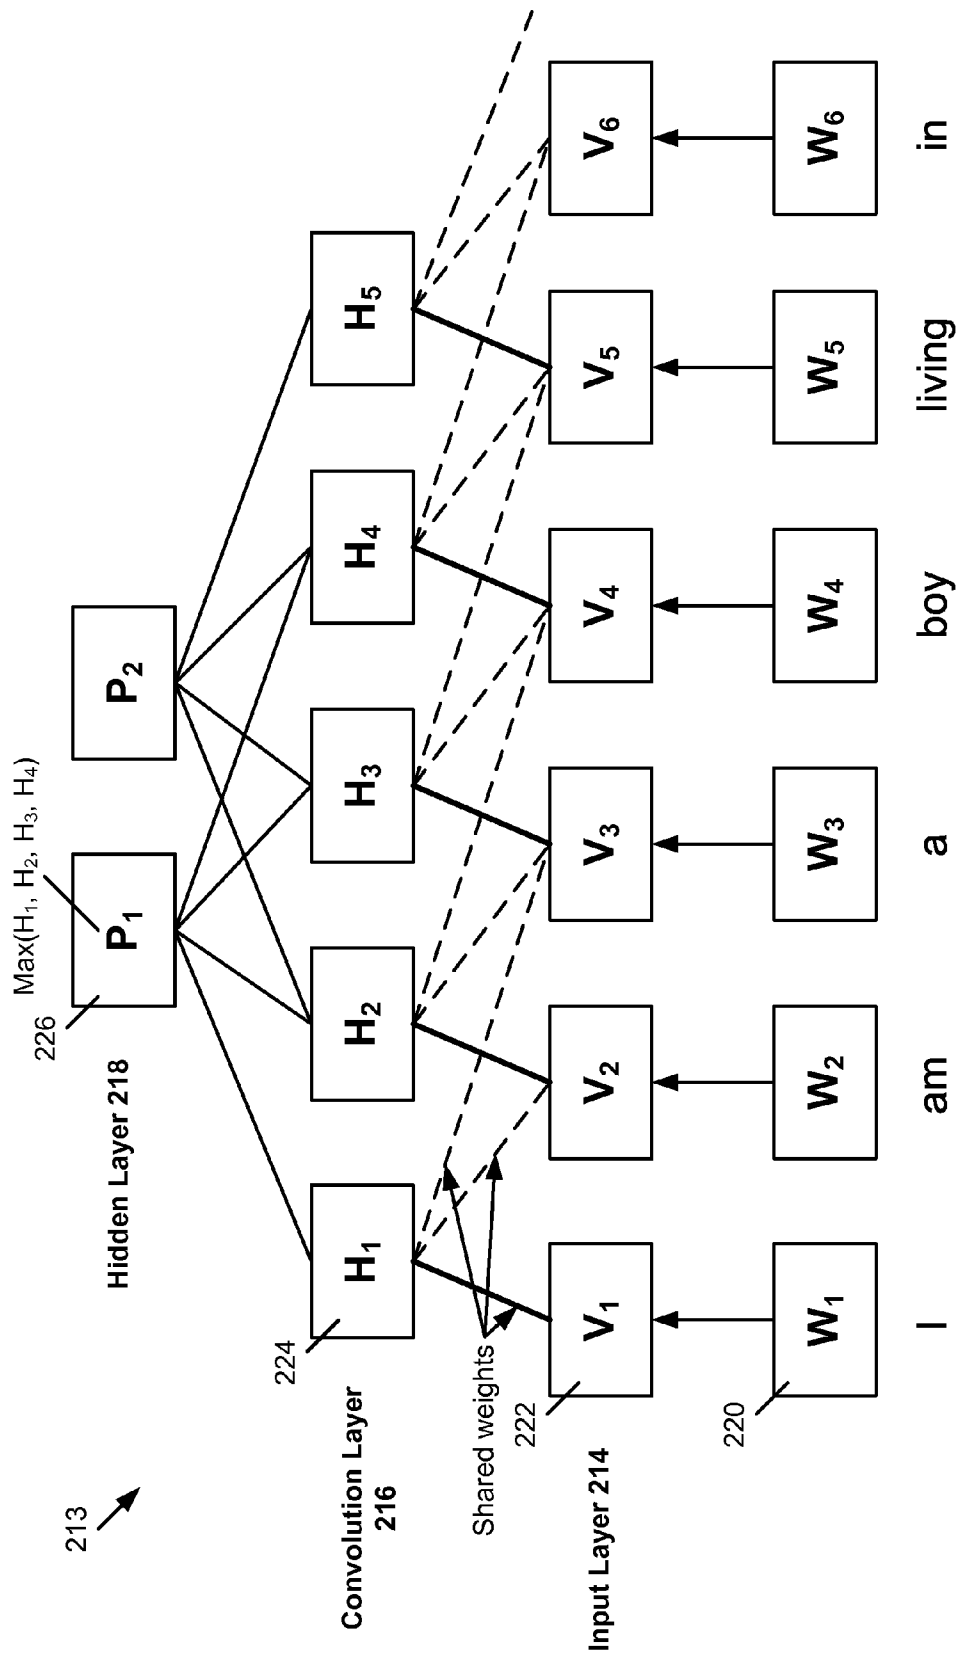 213
Max(H₁, H₂, H₃, H₄)
226
P₁
P₂
Hidden Layer 218
224
H₁
H₂
H₃
H₄
H₅
Convolution Layer
216
Shared weights
222
V₁
V₂
V₃
V₄
V₅
V₆
Input Layer 214
220
W₁
W₂
W₃
W₄
W₅
W₆
I
am
a
boy
living
in